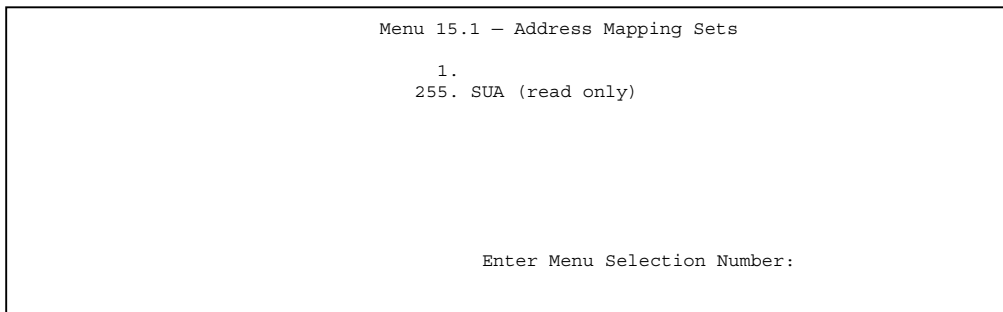 Menu 15.1 — Address Mapping Sets
1.
255. SUA (read only)
Enter Menu Selection Number: